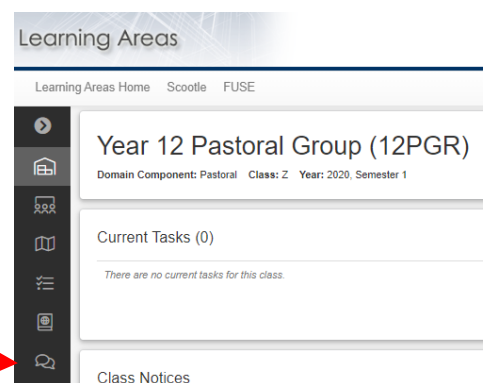 Learning Areas
Learning Areas Home Scootle FUSE
Year 12 Pastoral Group (12PGR)
Domain Component: Pastoral Class: Z Year: 2020, Semester 1
Current Tasks (0)
There are no current tasks for this class.
Class Notices